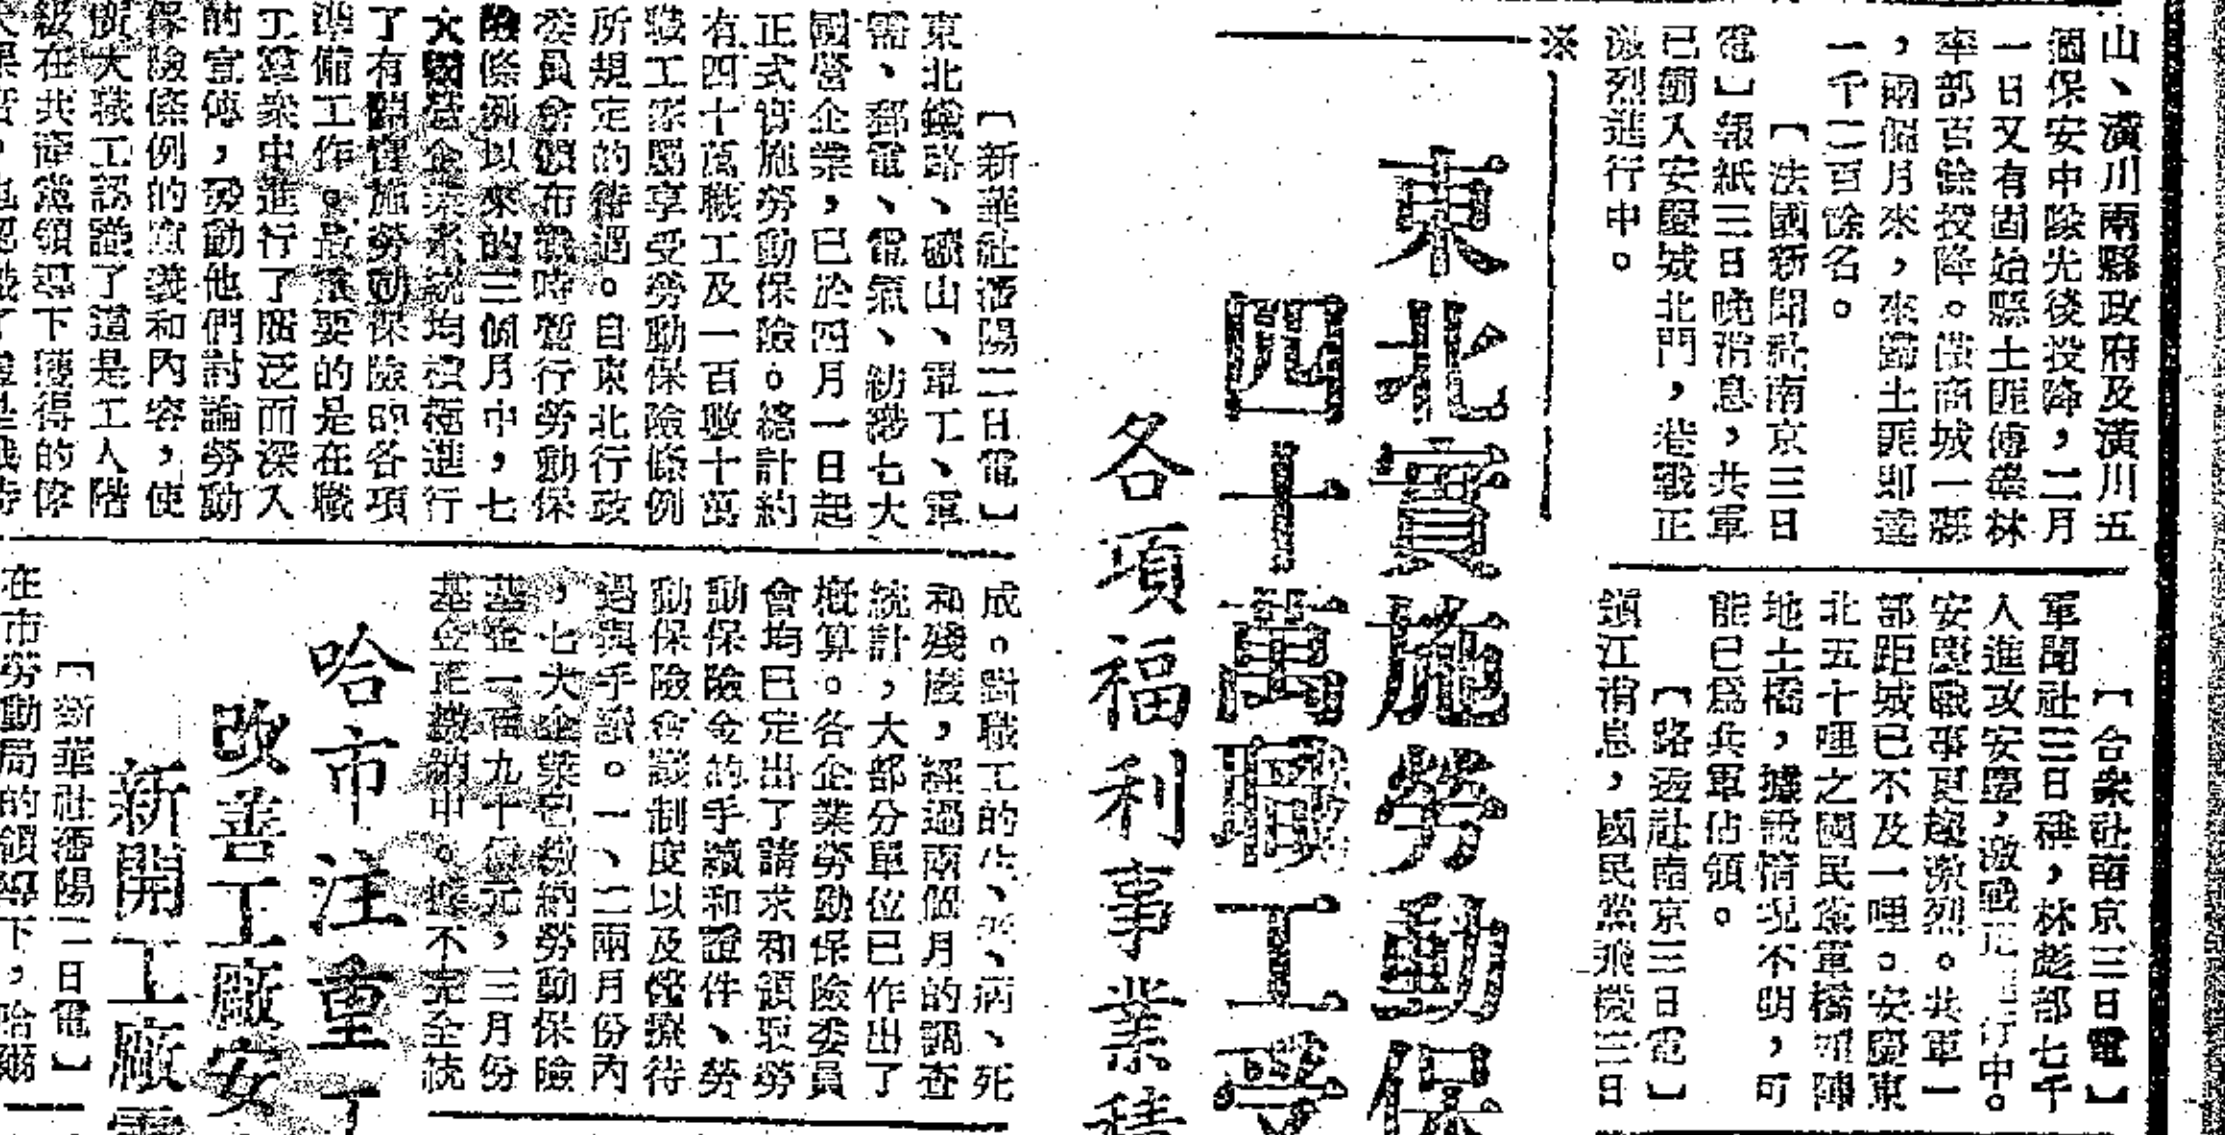 山、潢川兩縣政府及潢川五
個保安中隊先後投降，二月
一日又有固始縣土匪傅
率部百餘投降。僅商城一縣
，兩個月來，來歸土匪即達
一千二百餘名。
〔法國新聞社南京三日
電〕報紙三日晚消息，共軍
已衝入安慶城北門，巷戰正
激烈進行中。
〔合衆社南京三日電〕
軍聞社三日稱，林彪部七千
人進攻安慶，激戰正進行中。
安慶戰事更趨激烈。共軍一
部距城已不及一哩。安慶東
北五十哩之國民黨軍橋頭陣
地土橋，據說情况不明，可
能已爲共軍佔領。
〔路透社南京三日電〕
鎮江消息，國民黨飛機三日
※
東北實施勞動保
四十萬職工受
各項福利事業積
〔新華社瀋陽二日電〕
東北鐵路、礦山、軍工、軍
需、郵電、電氣、紡織七大
國營企業，已於四月一日起
正式實施勞動保險。總計約
有四十萬職工及一百數十萬
職工家屬享受勞動保險條例
所規定的待遇。自東北行政
委員會頒布戰時暫行勞動保
險條例以來的三個月中，七
大國營企業系統均積極進行
了有關實施勞動保險的各項
準備工作。最重要的是在職
工羣衆中進行了廣泛而深入
的宣傳，發動他們討論勞動
保險條例的意義和內容，使
廣大職工認識了這是工人階
級在共產黨領導下獲得的偉
成。對職工的生、老、病、死
和殘廢，經過兩個月的調查
統計，大部分單位已作出了
概算。各企業勞動保險委員
會均已定出了請求和領取勞
動保險金的手續和證件、勞
動保險會議制度以及醫療待
遇與手續。一、二兩月份內
，七大企業已繳納勞動保險
基金一百九十億元，三月份
基金正繳納中。據不完全統
哈市注重工
改善工廠安
新開工廠需
〔新華社瀋陽二日電〕
在市勞動局的領導下，哈爾